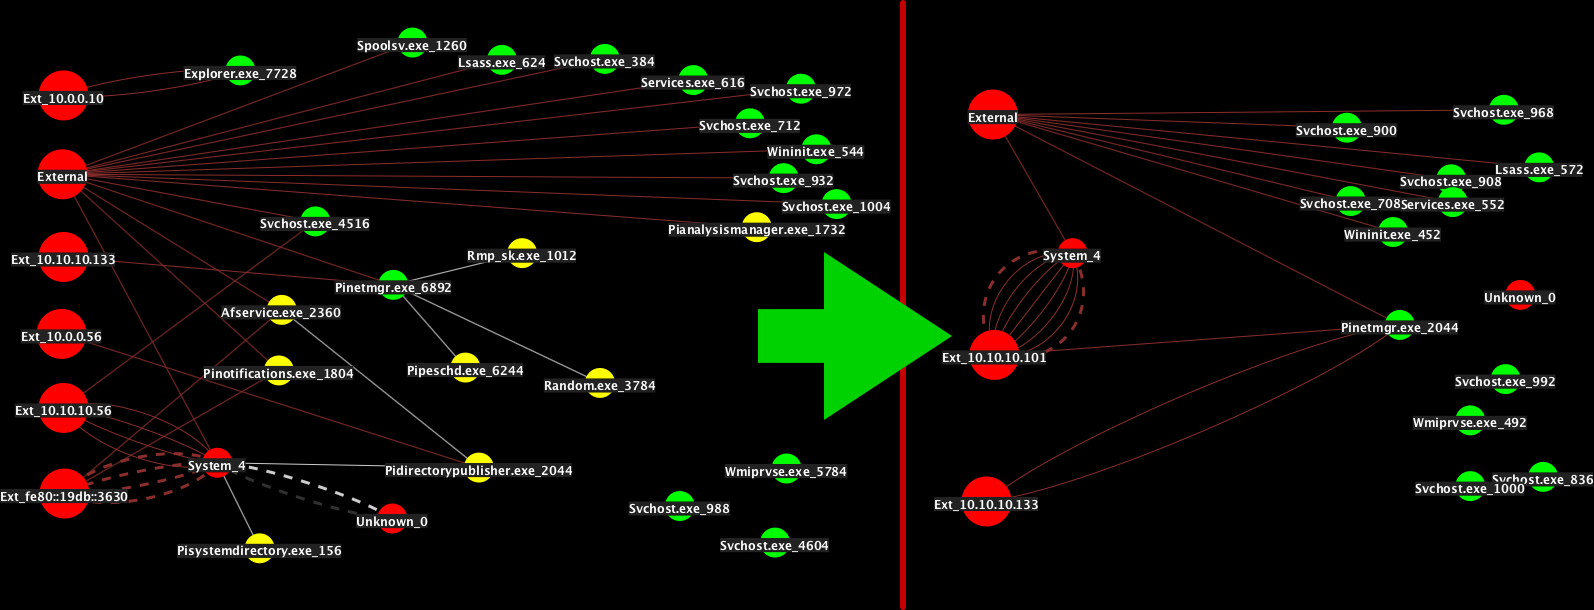 Spoolsv.exe_1260
Lsass.exe_624
Svchost.exe_384
Explorer.exe_7728
Services.exe_616
Svchost.exe_972
Ext_10.0.0.10
Svchost.exe_712
Wininit.exe_544
External
Svchost.exe_932
Svchost.exe_1004
Svchost.exe_4516
Pianalysismanager.exe_1732
Ext_10.10.10.133
Rmp_sk.exe_1012
Pinetmgr.exe_6892
Afservice.exe_2360
Ext_10.0.0.56
Pinotifications.exe_1804
Pipeschd.exe_6244
Random.exe_3784
Ext_10.10.10.56
System_4
Pidirectorypublisher.exe_2044
Wmiprvse.exe_5784
Ext_fe80::19db::3630
Svchost.exe_988
Unknown_0
Svchost.exe_4604
Pisystemdirectory.exe_156
External
Svchost.exe_968
Svchost.exe_900
Lsass.exe_572
Svchost.exe_908
Svchost.exe_708
Services.exe_552
Wininit.exe_452
System_4
Unknown_0
Pinetmgr.exe_2044
Ext_10.10.10.101
Svchost.exe_992
Wmiprvse.exe_492
Svchost.exe_836
Svchost.exe_1000
Ext_10.10.10.133